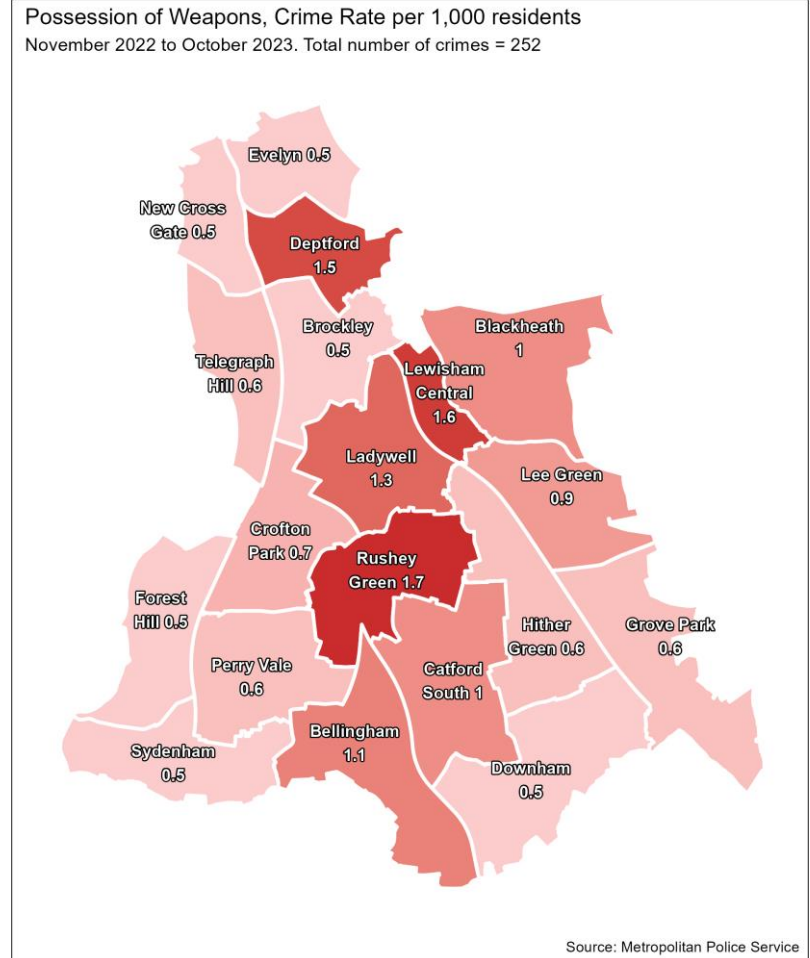 Possession of Weapons, Crime Rate per 1,000 residents
November 2022 to October 2023. Total number of crimes = 252
Evelyn 0.5
New Cross
Gate 0.5
Deptford
1.5
Brockley
0.5
Blackheath
1
Telegraph
Hill 0.6
Lewisham
Central
1.6
Ladywell
1.3
Lee Green
0.9
Crofton
Park 0.7
Rushey
Green 1.7
Forest
Hill 0.5
Hither
Green 0.6
Grove Park
0.6
Perry Vale
0.6
Catford
South 1
Bellingham
1.1
Sydenham
0.5
Downham
0.5
Source: Metropolitan Police Service